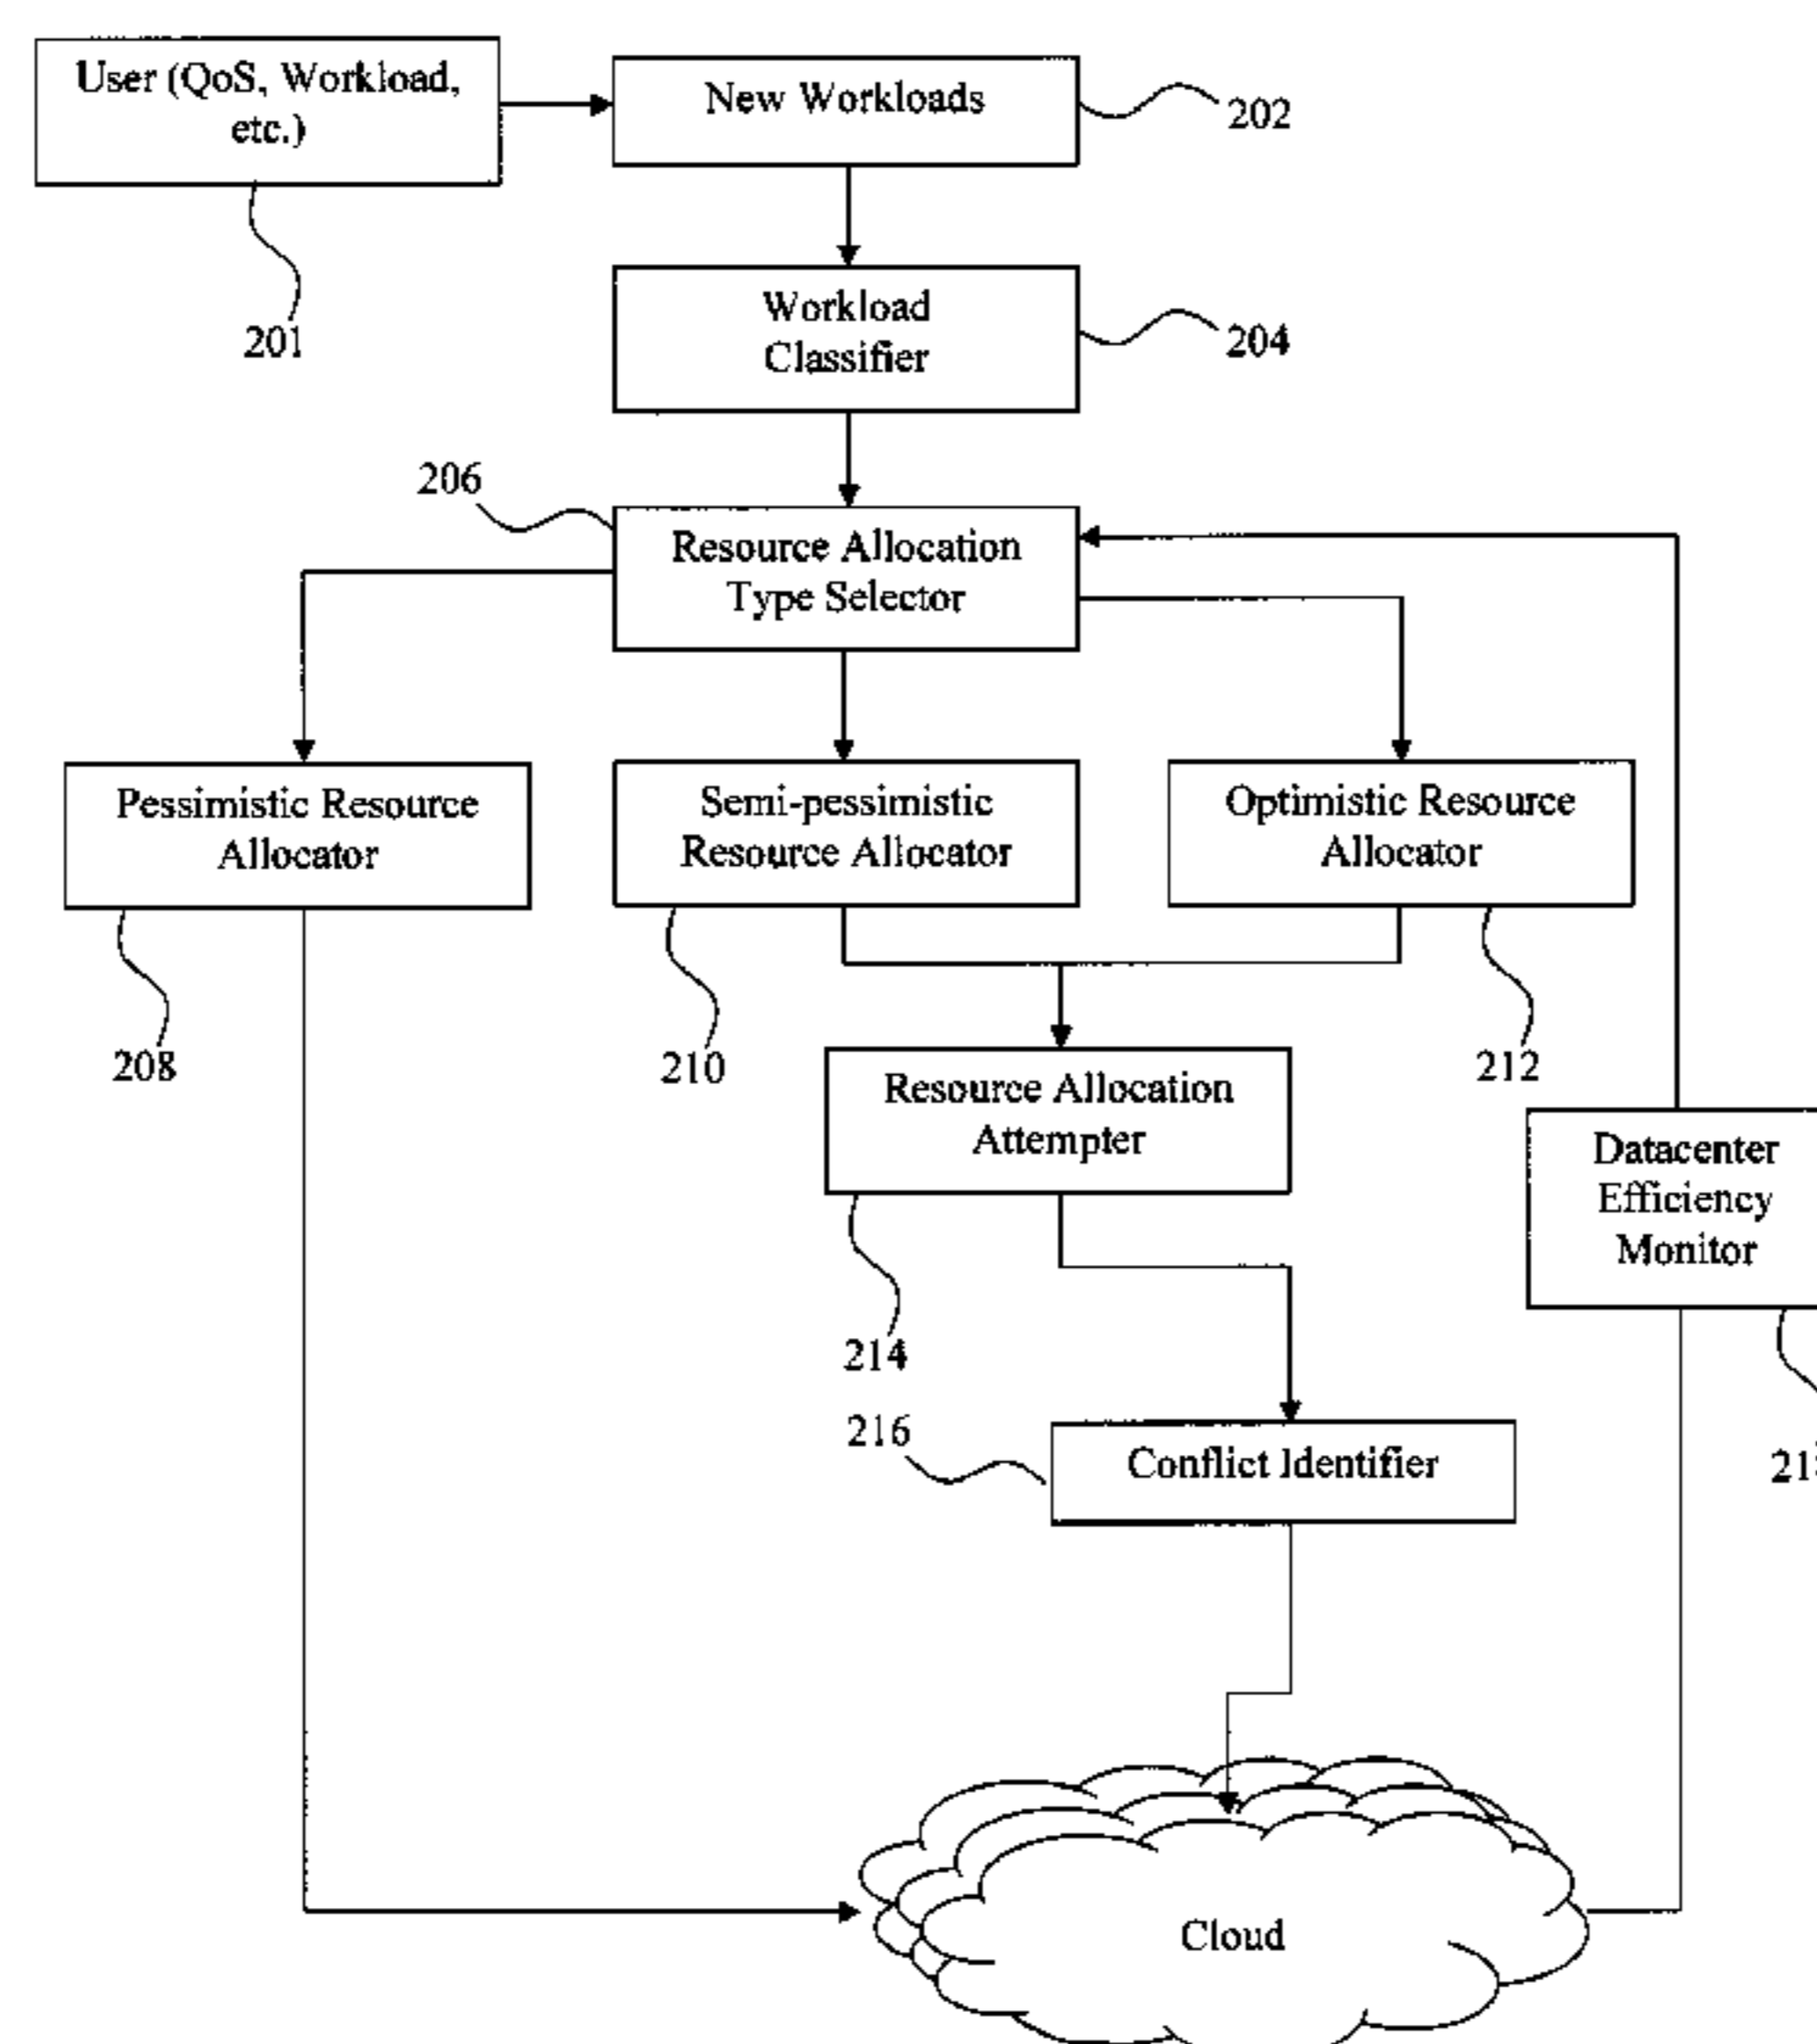 User (QoS, Workload,
etc.)
New Workloads
202
201
Workload
Classifier
204
206
Resource Allocation
Type Selector
Pessimistic Resource
Allocator
Semi-pessimistic
Resource Allocator
Optimistic Resource
Allocator
208
210
212
Resource Allocation
Attempter
Datacenter
Efficiency
Monitor
214
216
Conflict Identifier
Cloud